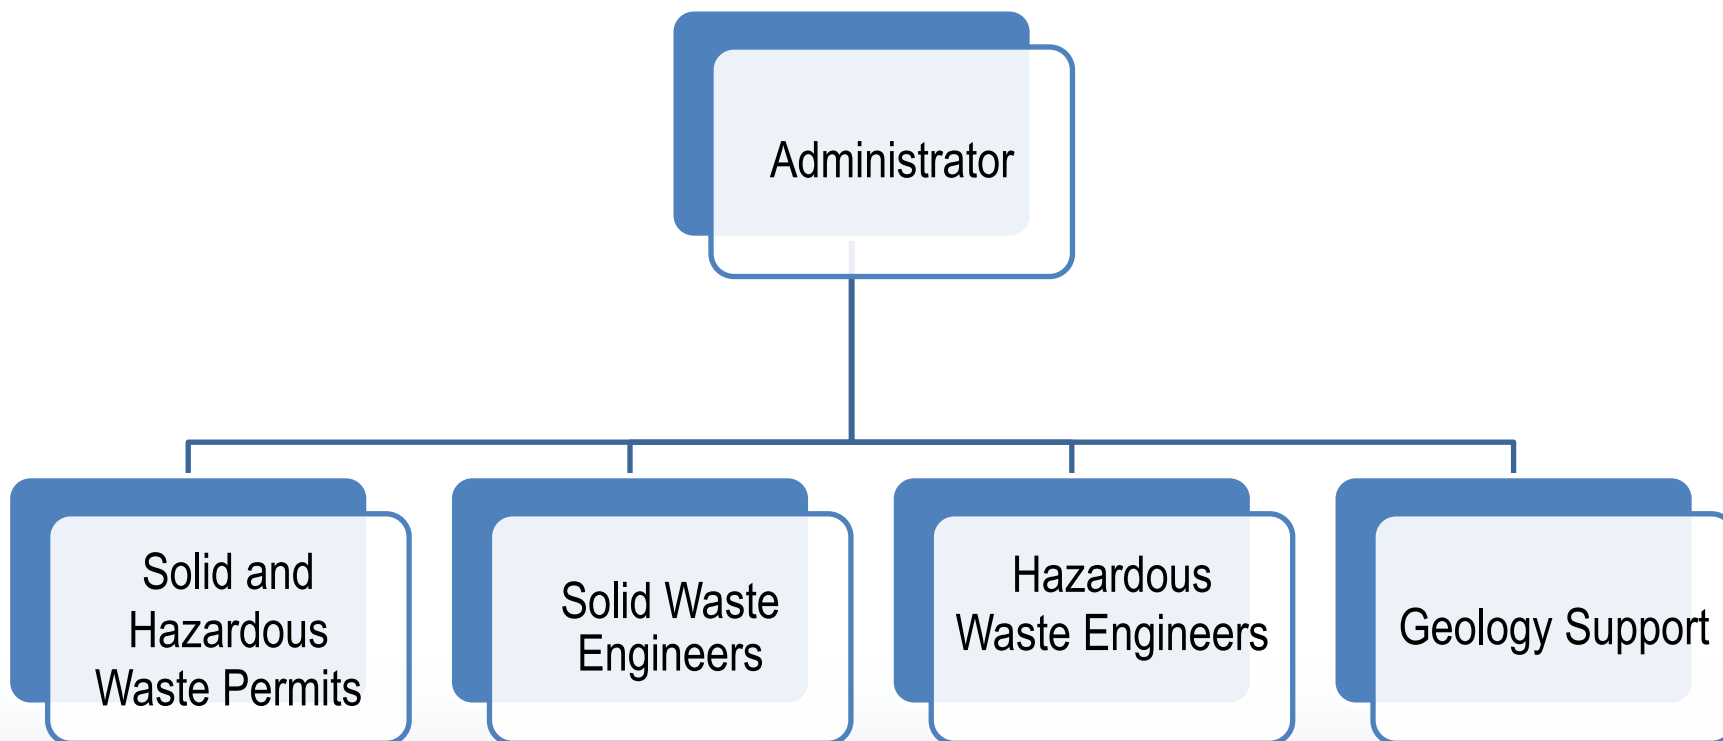 Administrator
Solid and
Hazardous
Waste Permits
Solid Waste
Engineers
Hazardous
Waste Engineers
Geology Support